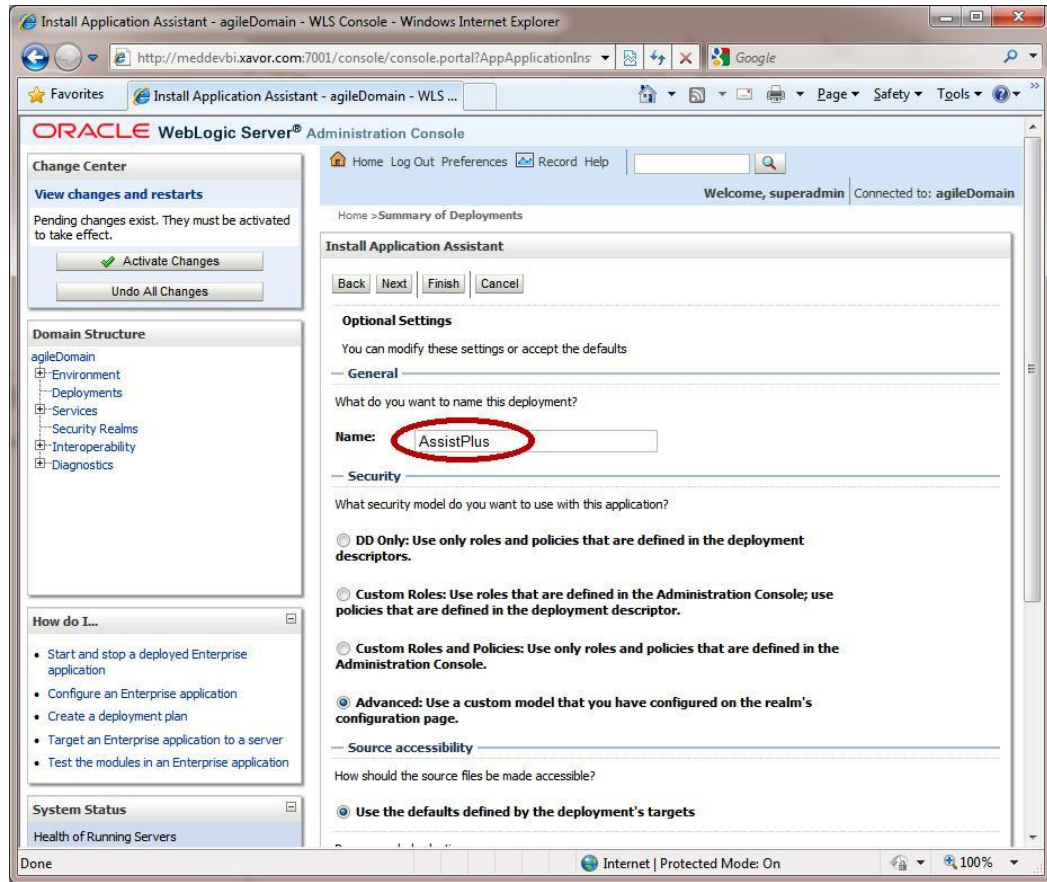 Install Application Assistant - agileDomain - WLS Console - Windows Internet Explorer
http://meddevbi.xavor.com:7001/console/console.portal?AppApplicationIns
Google
Favorites
Install Application Assistant - agileDomain - WLS ...
Page
Safety
Tools
ORACLE WebLogic Server® Administration Console
Change Center
View changes and restarts
Pending changes exist. They must be activated
to take effect.
Activate Changes
Undo All Changes
Domain Structure
agileDomain
Environment
Deployments
Services
Security Realms
Interoperability
Diagnostics
How do I...
Start and stop a deployed Enterprise
application
Configure an Enterprise application
Create a deployment plan
Target an Enterprise application to a server
Test the modules in an Enterprise application
System Status
Health of Running Servers
Home Log Out Preferences Record Help
Welcome, superadmin Connected to: agileDomain
Home >Summary of Deployments
Install Application Assistant
Back Next Finish Cancel
Optional Settings
You can modify these settings or accept the defaults
General
What do you want to name this deployment?
Name: AssistPlus
Security
What security model do you want to use with this application?
DD Only: Use only roles and policies that are defined in the deployment
descriptors.
Custom Roles: Use roles that are defined in the Administration Console; use
policies that are defined in the deployment descriptor.
Custom Roles and Policies: Use only roles and policies that are defined in the
Administration Console.
Advanced: Use a custom model that you have configured on the realm's
configuration page.
Source accessibility
How should the source files be made accessible?
Use the defaults defined by the deployment's targets
Done
Internet | Protected Mode: On
100%